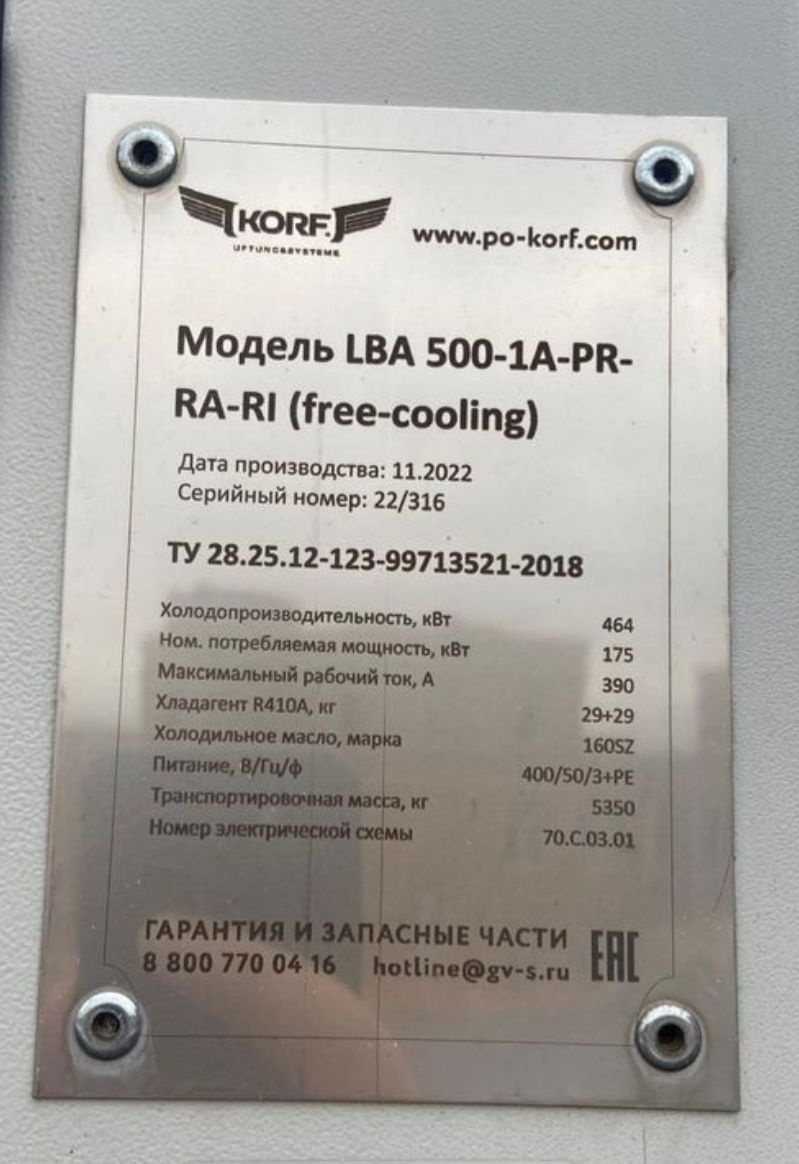 KORF
LÜFTUNGSSYSTEME
www.po-korf.com
Модель LBA 500-1A-PR-
RA-RI (free-cooling)
Дата производства: 11.2022
Серийный номер: 22/316
ТУ 28.25.12-123-99713521-2018
Холодопроизводительность, кВт 464
Ном. потребляемая мощность, кВт 175
Максимальный рабочий ток, А 390
Хладагент R410A, кг 29+29
Холодильное масло, марка 160SZ
Питание, В/Гц/ф 400/50/3+PE
Транспортировочная масса, кг 5350
Номер электрической схемы 70.C.03.01
ГАРАНТИЯ И ЗАПАСНЫЕ ЧАСТИ
8 800 770 04 16 hotline@gv-s.ru
EAC